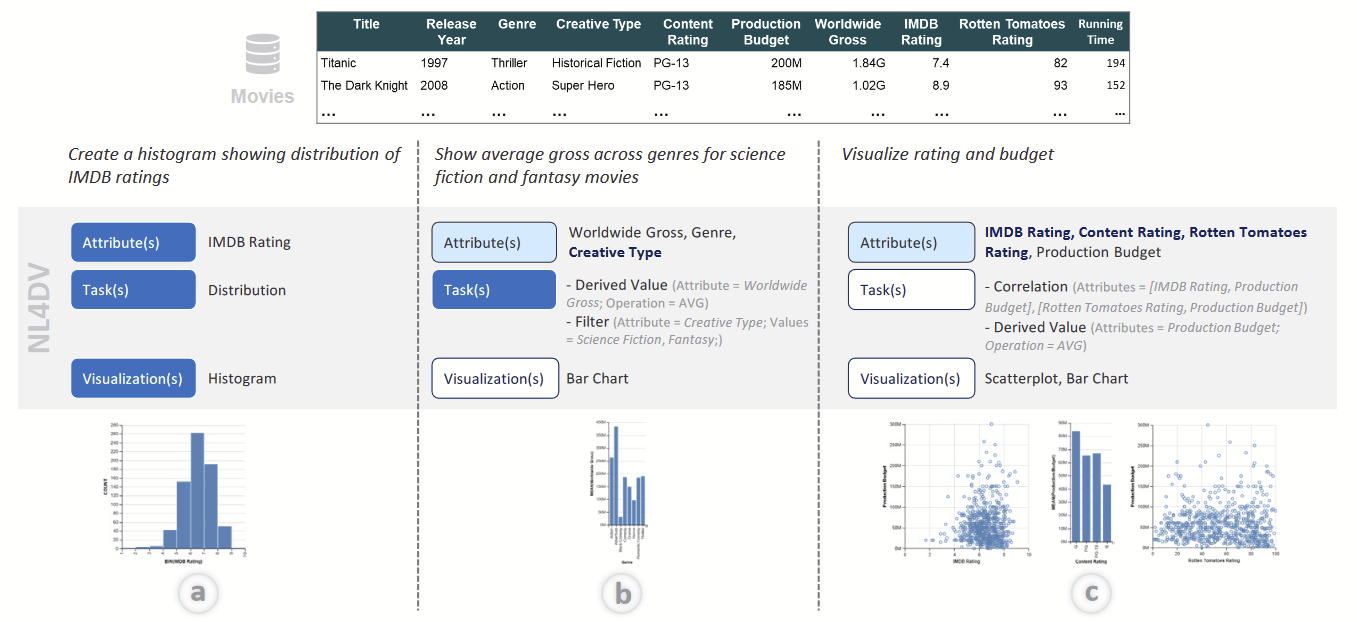 Title Release Year Genre Creative Type Content Rating Production Budget Worldwide Gross IMDB Rating Rotten Tomatoes Rating Running Time
Titanic 1997 Thriller Historical Fiction PG-13 200M 1.84G 7.4 82 194
The Dark Knight 2008 Action Super Hero PG-13 185M 1.02G 8.9 93 152
... ... ... ... ... ... ... ... ... ...
Movies
Create a histogram showing distribution of
IMDB ratings
Show average gross across genres for science
fiction and fantasy movies
Visualize rating and budget
NL4DV
Attribute(s) IMDB Rating
Task(s) Distribution
Visualization(s) Histogram
Attribute(s) Worldwide Gross, Genre,
Creative Type
Task(s) - Derived Value (Attribute = Worldwide
Gross; Operation = AVG)
- Filter (Attribute = Creative Type; Values
= Science Fiction, Fantasy;)
Visualization(s) Bar Chart
Attribute(s) IMDB Rating, Content Rating, Rotten Tomatoes
Rating, Production Budget
Task(s) - Correlation (Attributes = [IMDB Rating, Production
Budget], [Rotten Tomatoes Rating, Production Budget])
- Derived Value (Attributes = Production Budget;
Operation = AVG)
Visualization(s) Scatterplot, Bar Chart
COUNT
BIN(IMDB Rating)
Genre
Production Budget
IMDB Rating
MEAN(Production Budget)
Content Rating
Production Budget
Rotten Tomatoes Rating
a
b
c